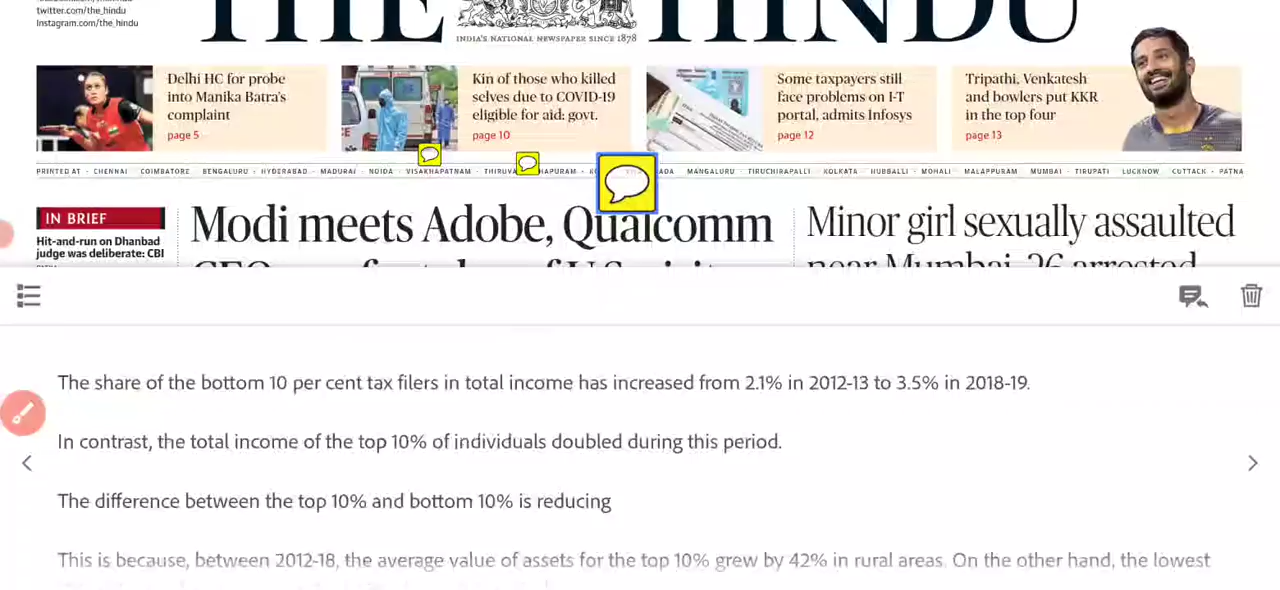 twitter.com/the_hindu
Instagram.com/the_hindu
THE HINDU
INDIA'S NATIONAL NEWSPAPER SINCE 1878
Delhi HC for probe
into Manika Batra's
complaint
page 5
Kin of those who killed
selves due to COVID-19
eligible for aid: govt.
page 10
Some taxpayers still
face problems on I-T
portal, admits Infosys
page 12
Tripathi, Venkatesh
and bowlers put KKR
in the top four
page 13
PRINTED AT · CHENNAI · COIMBATORE · BENGALURU · HYDERABAD · MADURAI · NOIDA · VISAKHAPATNAM · MANGALURU · TIRUCHIRAPALLI · KOLKATA · HUBBALLI · MOHALI · MALAPPURAM · MUMBAI · TIRUPATI · LUCKNOW · CUTTACK · PATNA
IN BRIEF
Hit-and-run on Dhanbad
judge was deliberate: CBI
Modi meets Adobe, Qualcomm
Minor girl sexually assaulted
near Mumbai, 26 arrested
The share of the bottom 10 per cent tax filers in total income has increased from 2.1% in 2012-13 to 3.5% in 2018-19.
In contrast, the total income of the top 10% of individuals doubled during this period.
The difference between the top 10% and bottom 10% is reducing
This is because, between 2012-18, the average value of assets for the top 10% grew by 42% in rural areas. On the other hand, the lowest